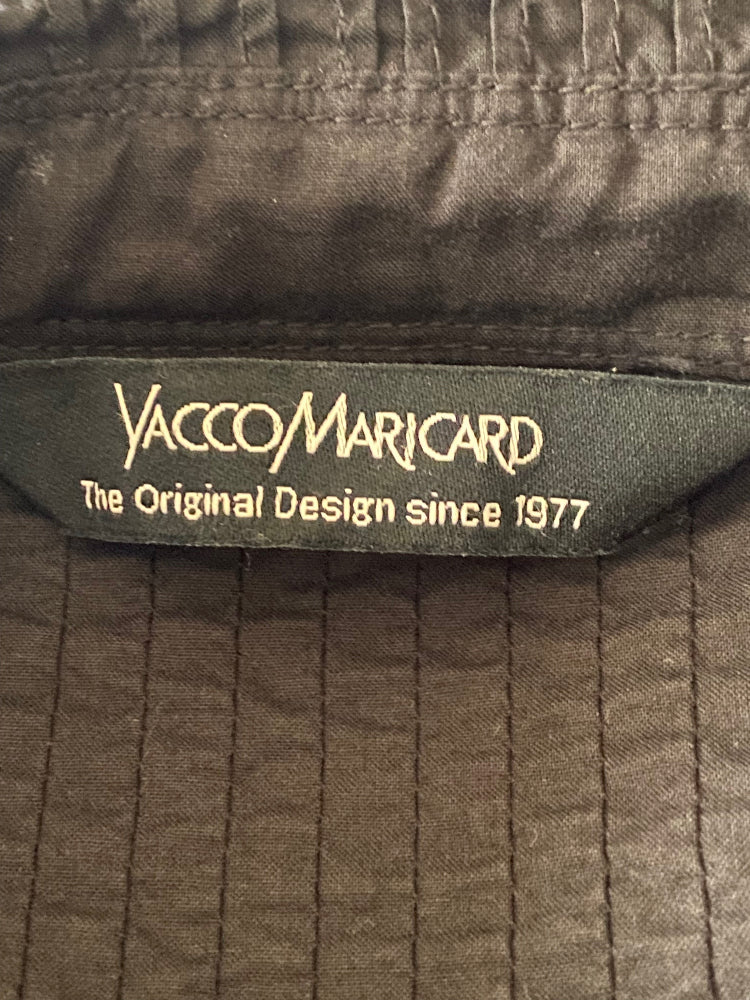 YACCOMARICARD
The Original Design since 1977